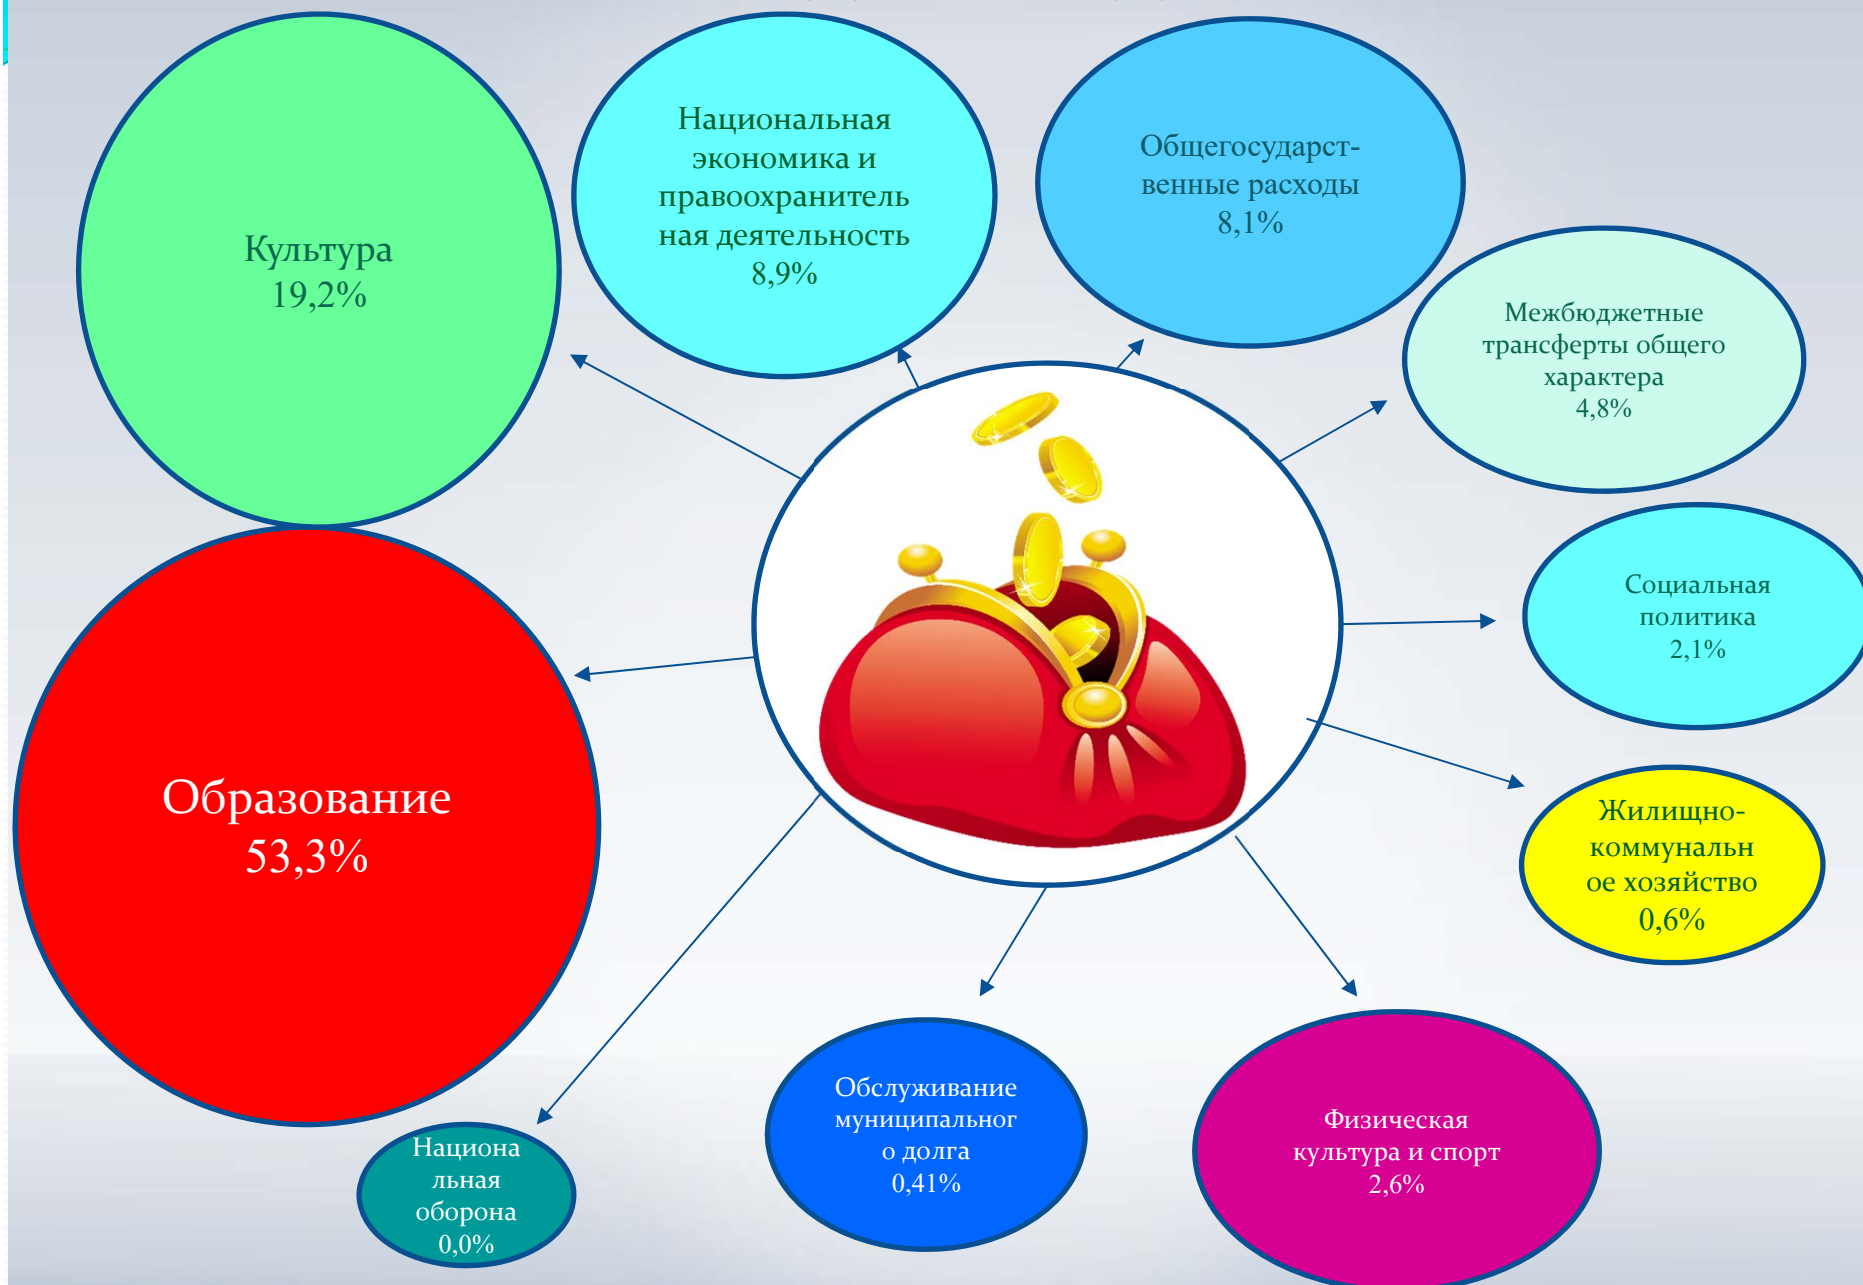 Культура
19,2%
Национальная
экономика и
правоохранитель
ная деятельность
8,9%
Общегосударст-
венные расходы
8,1%
Межбюджетные
трансферты общего
характера
4,8%
Социальная
политика
2,1%
Образование
53,3%
Жилищно-
коммунальн
ое хозяйство
0,6%
Национа
льная
оборона
0,0%
Обслуживание
муниципальног
о долга
0,41%
Физическая
культура и спорт
2,6%